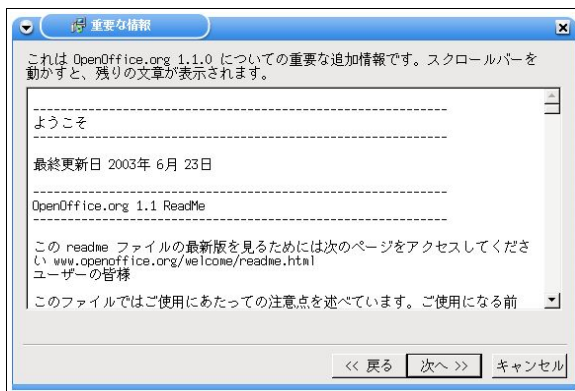 重要な情報
これは OpenOffice.org 1.1.0 についての重要な追加情報です。スクロールバーを
動かすと、残りの文章が表示されます。
------------------------------------------------------------
ようこそ
------------------------------------------------------------
最終更新日 2003年 6月 23日
------------------------------------------------------------
OpenOffice.org 1.1 ReadMe
------------------------------------------------------------
この readme ファイルの最新版を見るためには次のページをアクセスしてくださ
い www.openoffice.org/welcome/readme.html
ユーザーの皆様
このファイルではご使用にあたっての注意点を述べています。ご使用になる前
<< 戻る 次へ >> キャンセル